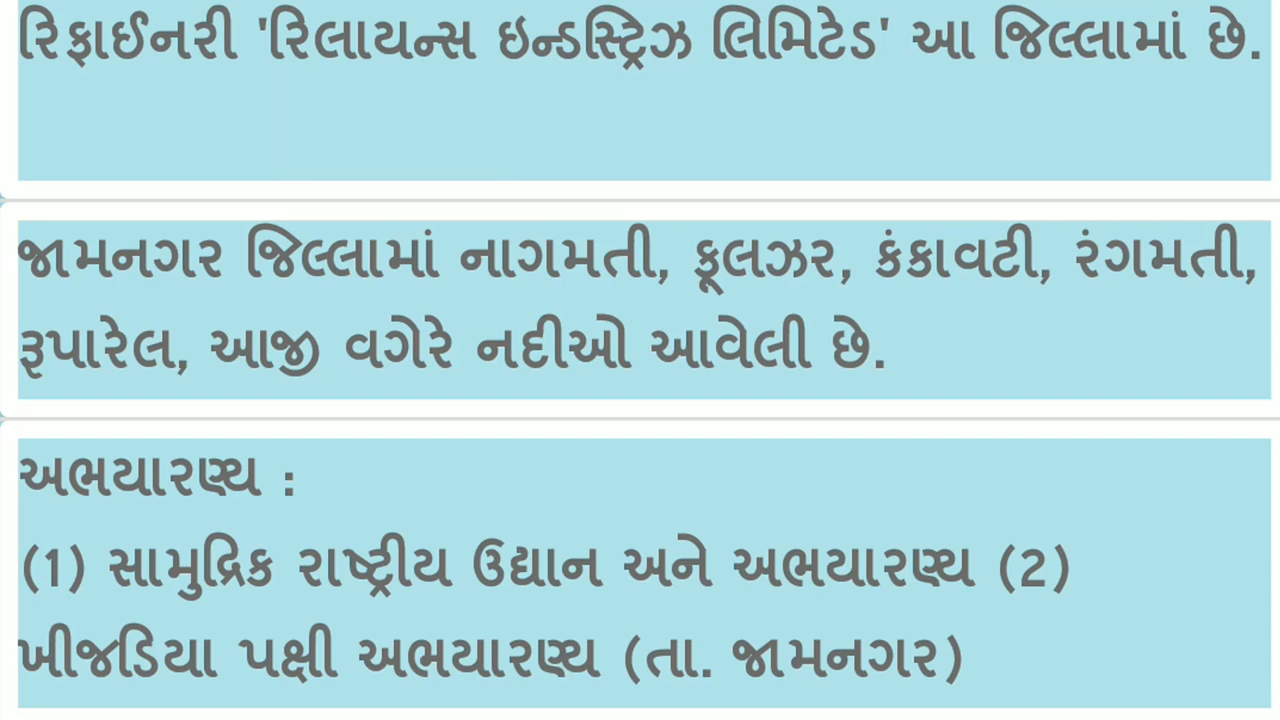 રિફાઈનરી 'રિલાયન્સ ઇન્ડસ્ટ્રિઝ લિમિટેડ' આ જિલ્લામાં છે.
જામનગર જિલ્લામાં નાગમતી, ફૂલઝર, કંકાવટી, રંગમતી,
રૂપારેલ, આજી વગેરે નદીઓ આવેલી છે.
અભયારણ્ય :
(1) સામુદ્રિક રાષ્ટ્રીય ઉદ્યાન અને અભયારણ્ય (2)
ખીજડિયા પક્ષી અભયારણ્ય (તા. જામનગર)